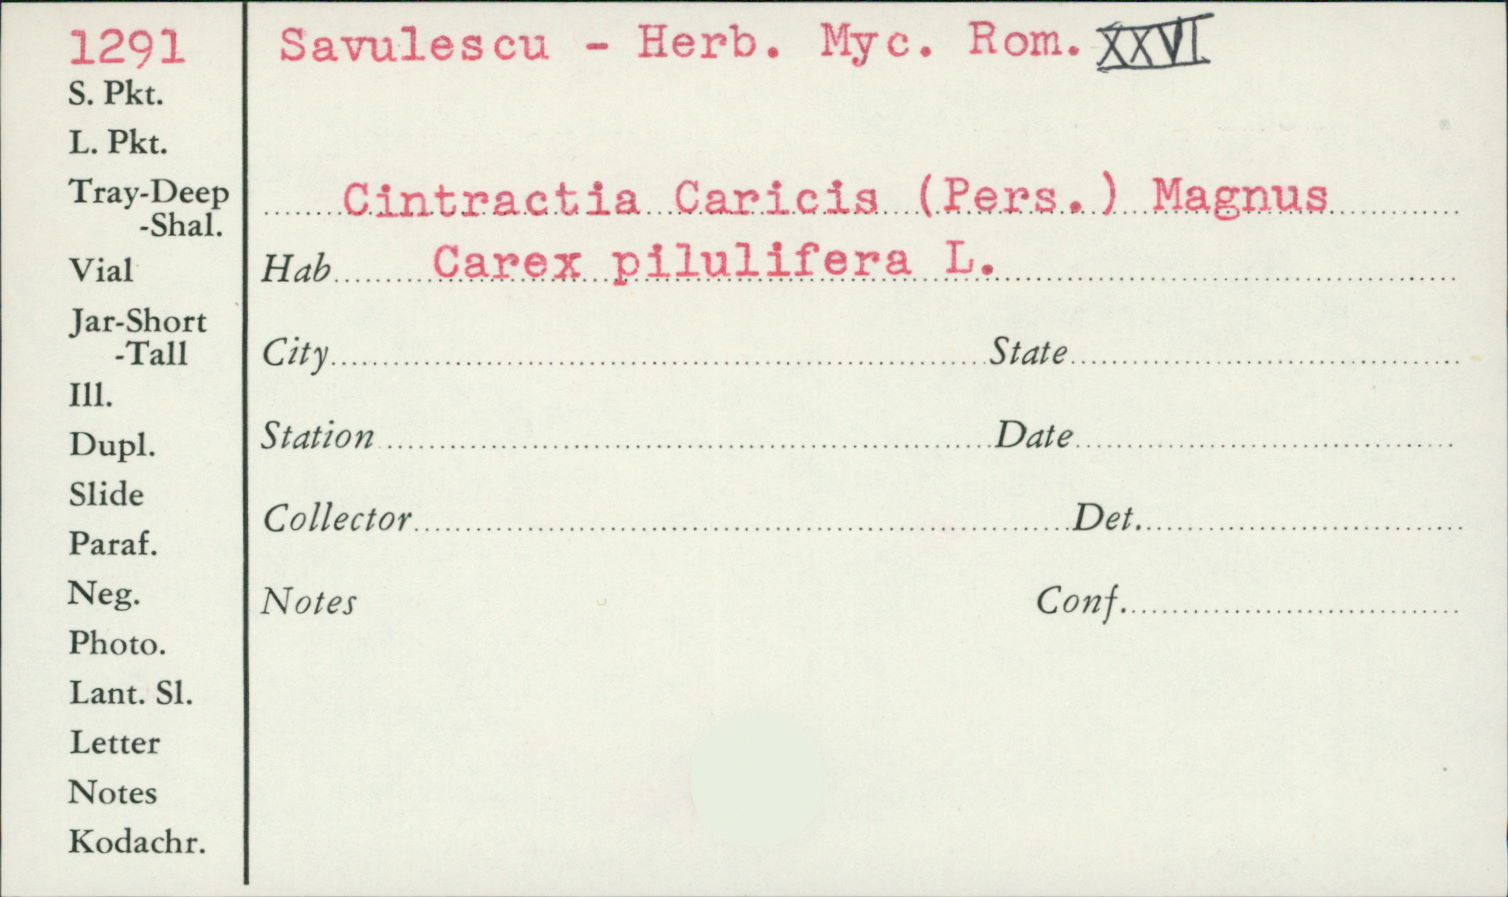 1291
Savulescu - Herb. Myc. Rom. XXVI
S. Pkt.
L. Pkt.
Tray-Deep
-Shal.
Cintractia Caricis (Pers.) Magnus
Vial
Hab Carex pilulifera L.
Jar-Short
-Tall
City State
Ill.
Dupl.
Station Date
Slide
Collector Det.
Paraf.
Neg.
Notes Conf.
Photo.
Lant. Sl.
Letter
Notes
Kodachr.